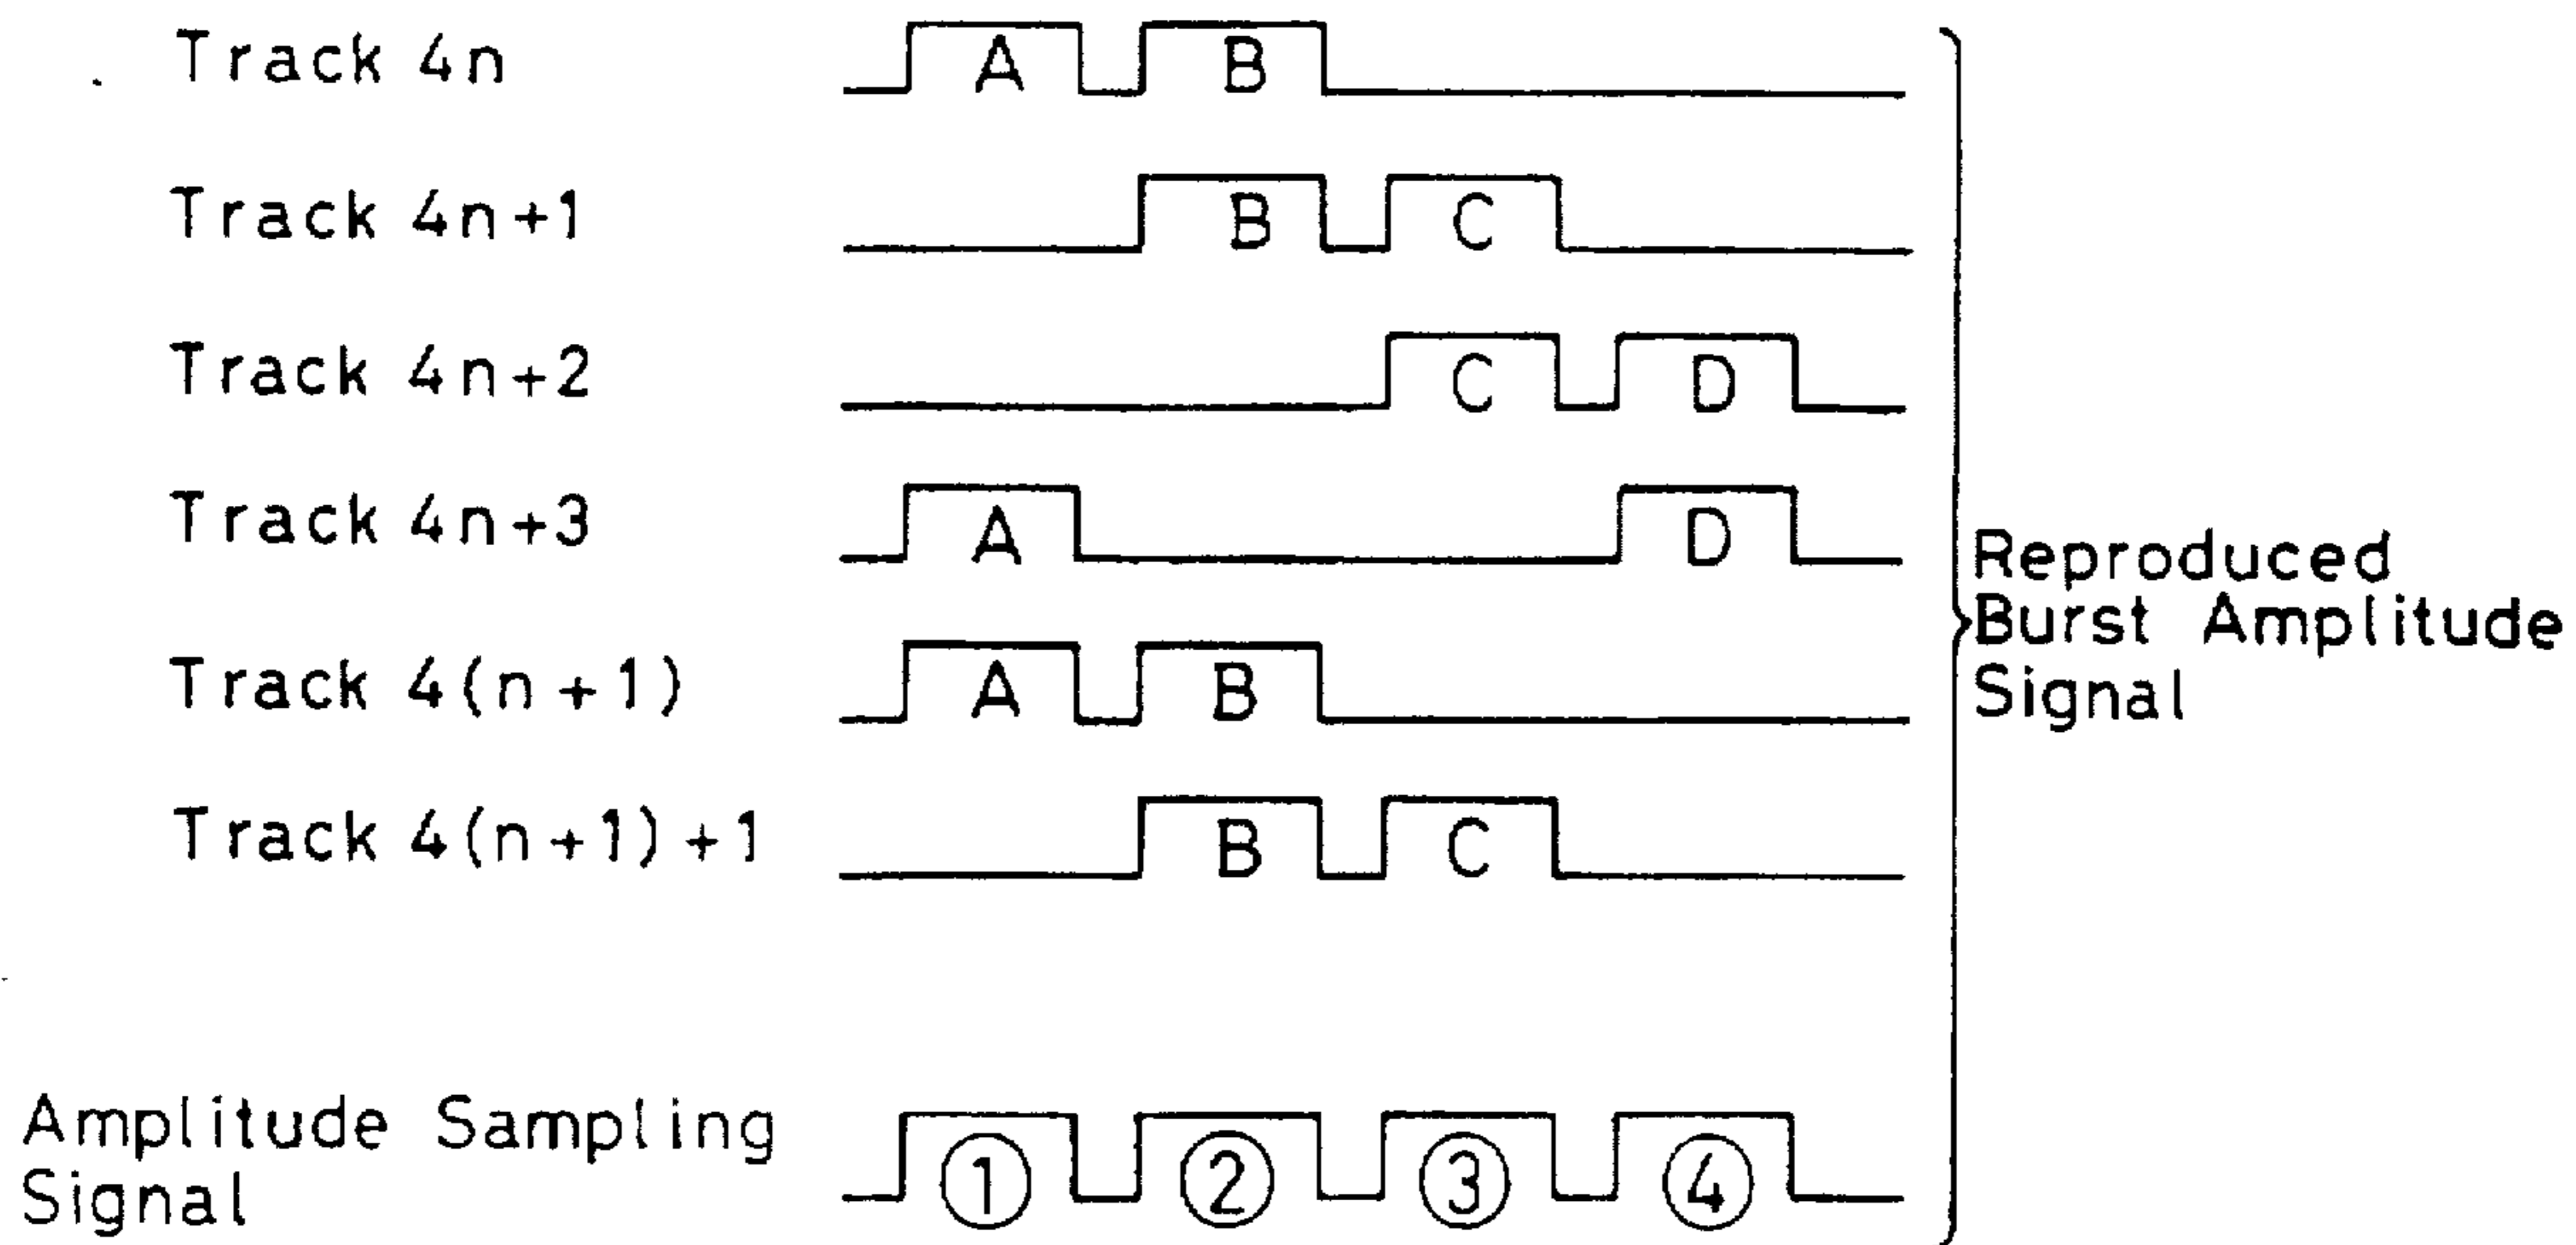 Track 4n A B
Track 4n+1 B C
Track 4n+2 C D
Track 4n+3 A D
Track 4(n+1) A B
Track 4(n+1)+1 B C
Reproduced
Burst Amplitude
Signal
Amplitude Sampling
Signal
① ② ③ ④